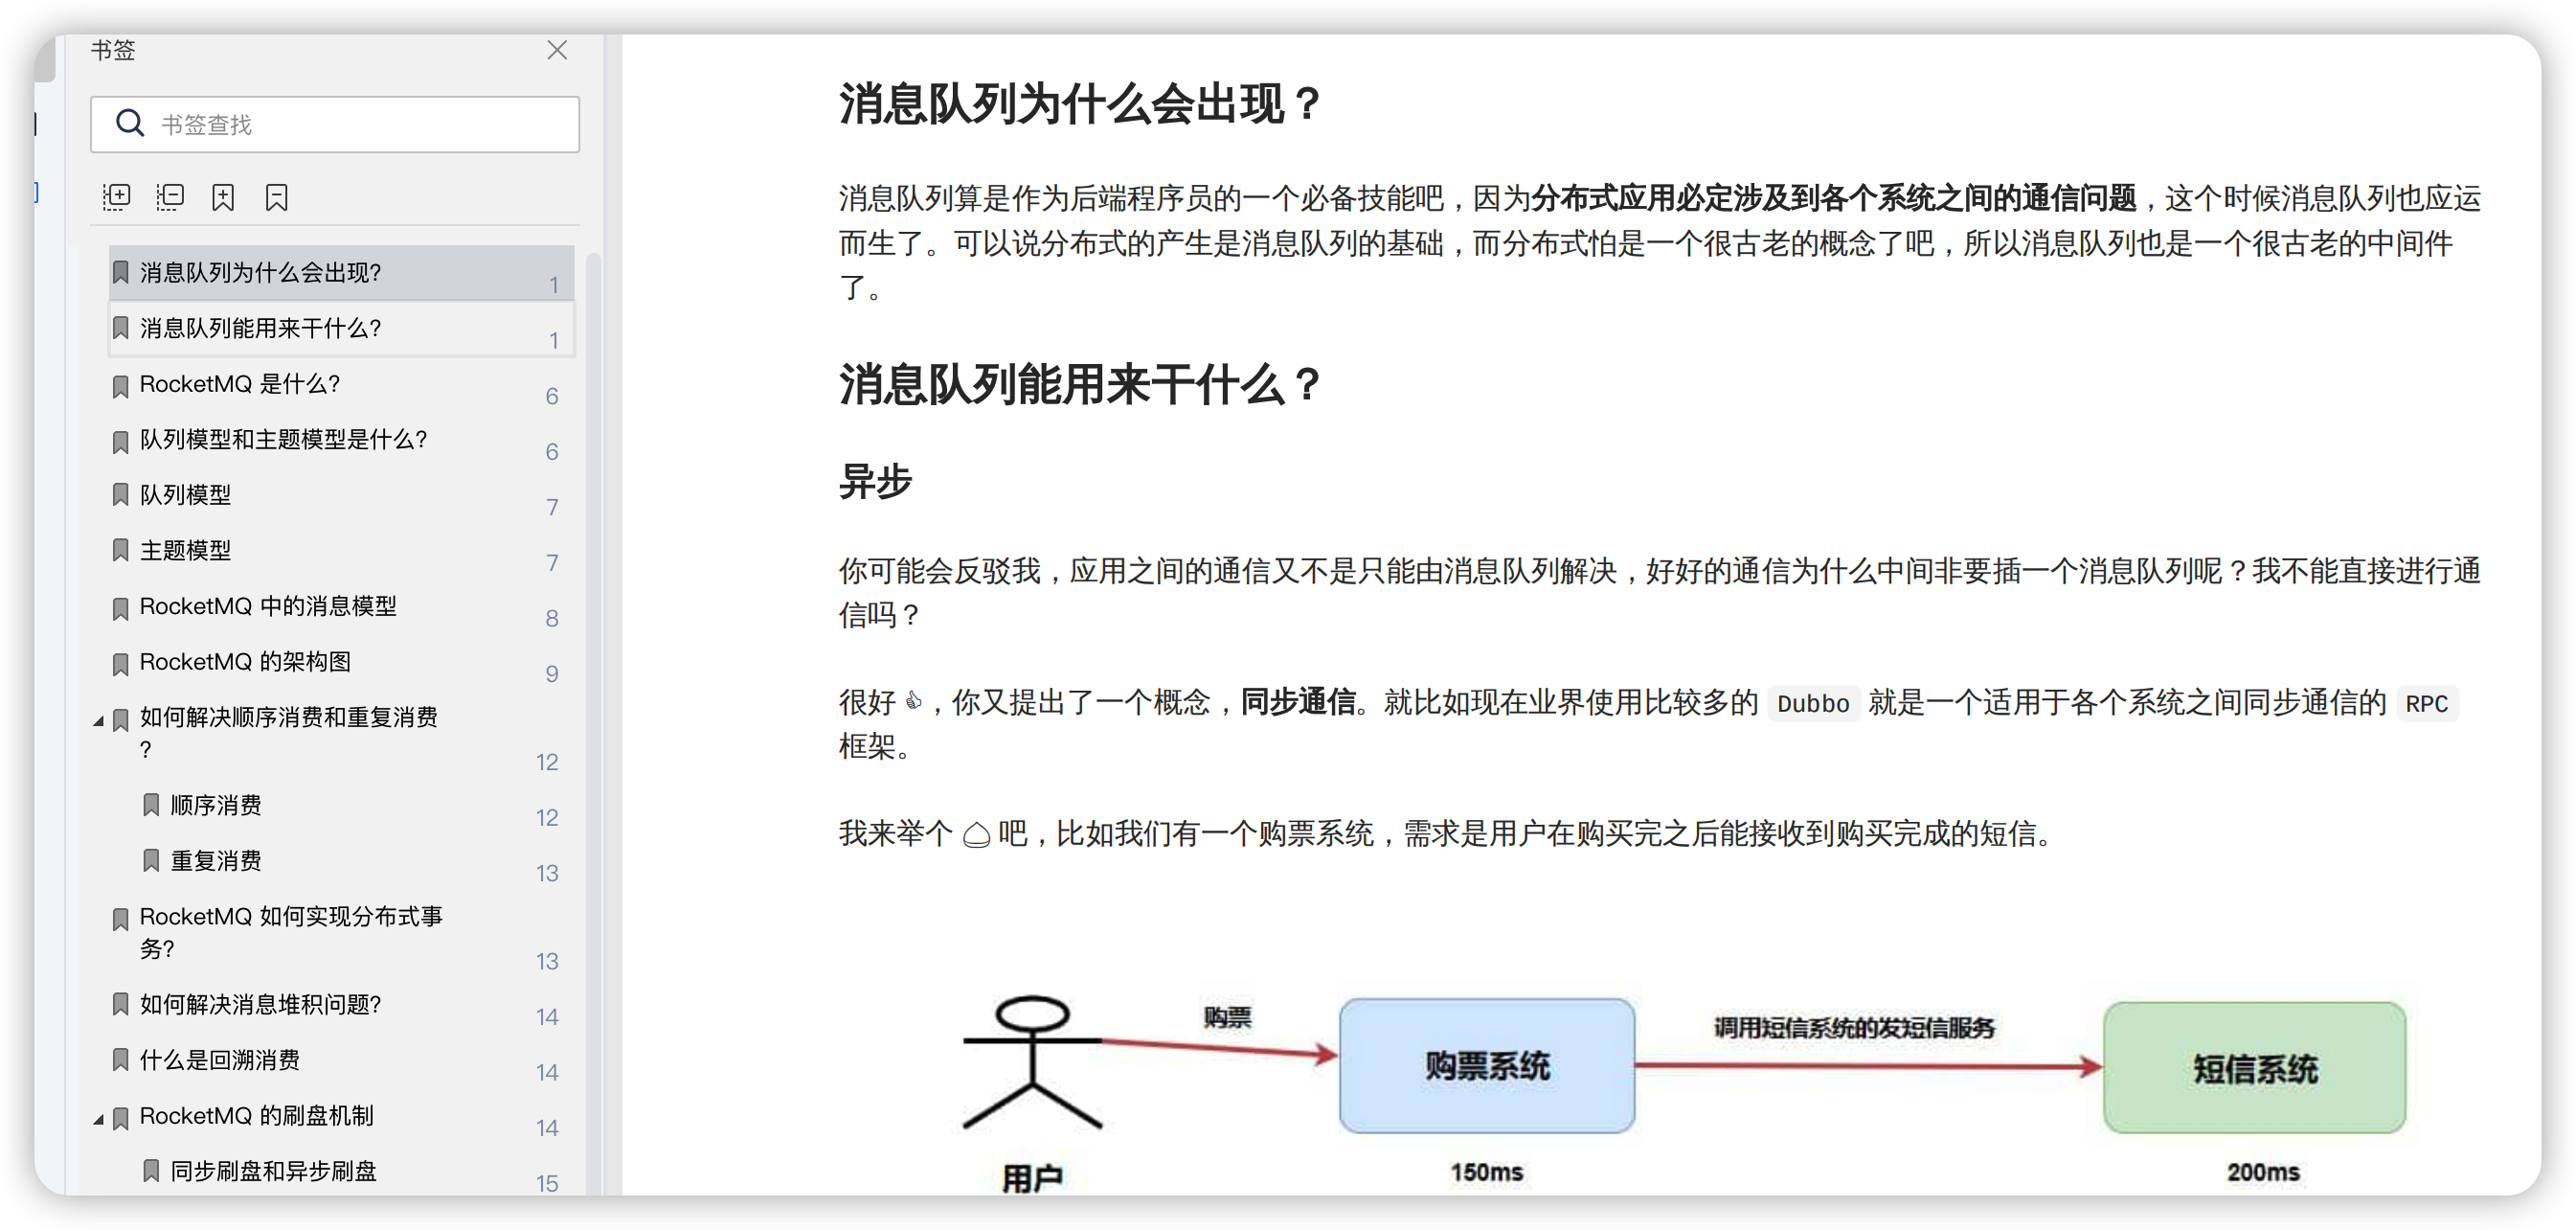 书签
书签查找
消息队列为什么会出现?
1
消息队列能用来干什么?
1
RocketMQ 是什么?
6
队列模型和主题模型是什么?
6
队列模型
7
主题模型
7
RocketMQ 中的消息模型
8
RocketMQ 的架构图
9
如何解决顺序消费和重复消费
?
12
顺序消费
12
重复消费
13
RocketMQ 如何实现分布式事
务?
13
如何解决消息堆积问题?
14
什么是回溯消费
14
RocketMQ 的刷盘机制
14
同步刷盘和异步刷盘
15
消息队列为什么会出现？
消息队列算是作为后端程序员的一个必备技能吧，因为分布式应用必定涉及到各个系统之间的通信问题，这个时候消息队列也应运
而生了。可以说分布式的产生是消息队列的基础，而分布式怕是一个很古老的概念了吧，所以消息队列也是一个很古老的中间件
了。
消息队列能用来干什么？
异步
你可能会反驳我，应用之间的通信又不是只能由消息队列解决，好好的通信为什么中间非要插一个消息队列呢？我不能直接进行通
信吗？
很好 👍，你又提出了一个概念，同步通信。就比如现在业界使用比较多的 Dubbo 就是一个适用于各个系统之间同步通信的 RPC
框架。
我来举个 🌰 吧，比如我们有一个购票系统，需求是用户在购买完之后能接收到购买完成的短信。
购票
调用短信系统的发短信服务
购票系统
短信系统
用户
150ms
200ms